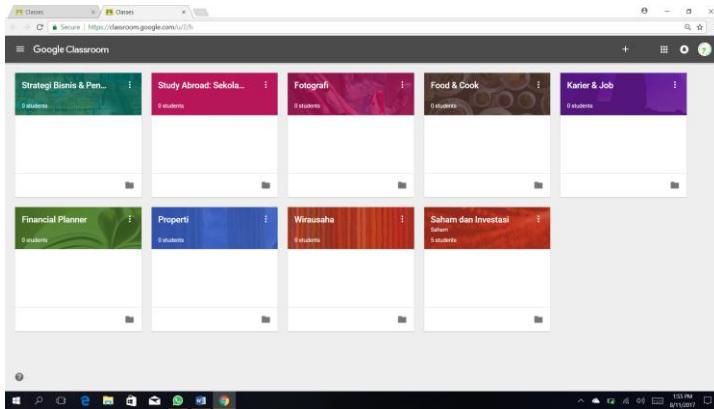 Classes
Classes
Secure | https://classroom.google.com/u/2/h
Google Classroom
Strategi Bisnis & Pen...
0 students
Study Abroad: Sekola...
0 students
Fotografi
0 students
Food & Cook
0 students
Karier & Job
0 students
Financial Planner
0 students
Properti
0 students
Wirausaha
0 students
Saham dan Investasi
Saham
5 students
1:55 PM
6/11/2017